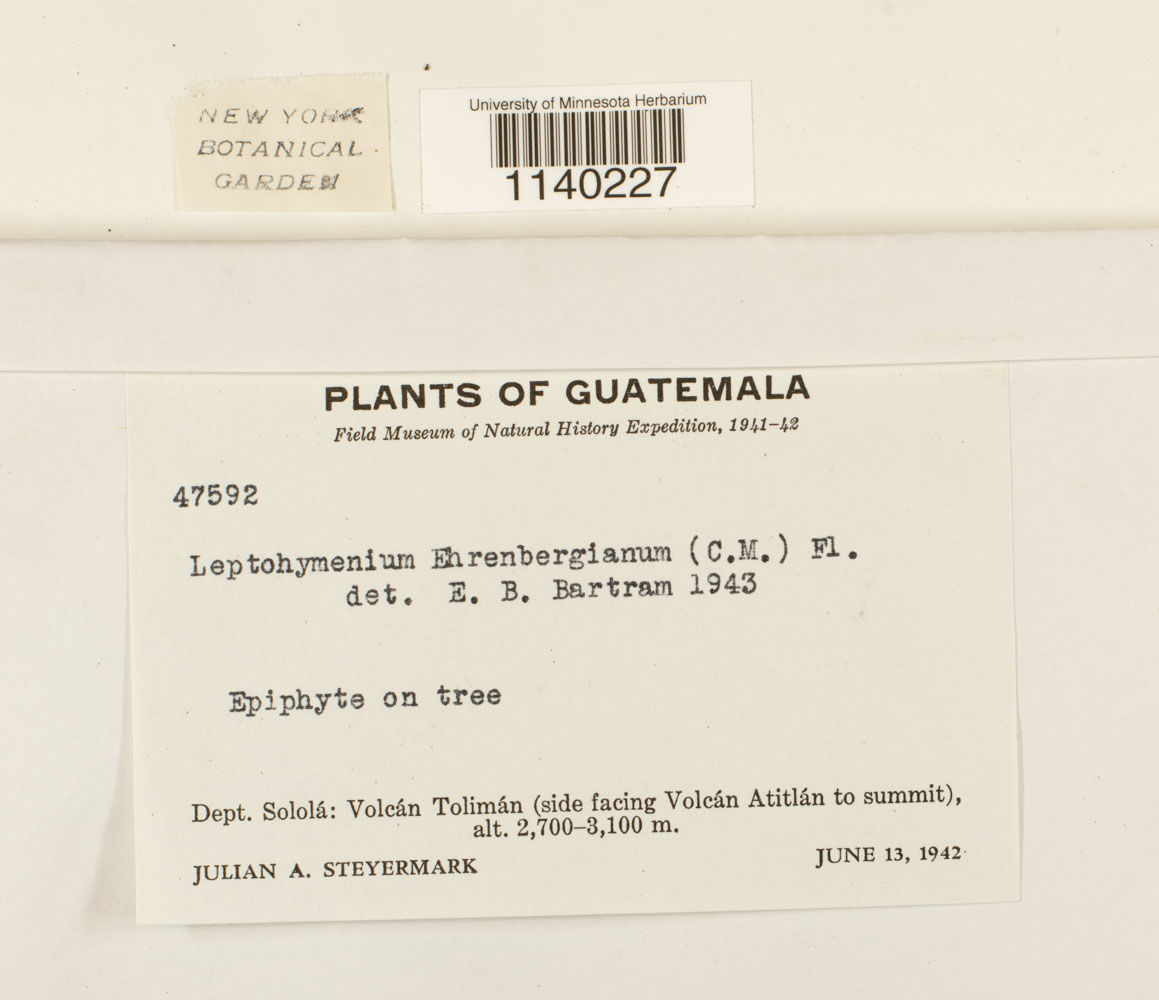 NEW YORK
BOTANICAL
GARDEN
University of Minnesota Herbarium
1140227
PLANTS OF GUATEMALA
Field Museum of Natural History Expedition, 1941–42
47592
Leptohymenium Ehrenbergianum (C.M.) Fl.
det. E. B. Bartram 1943
Epiphyte on tree
Dept. Sololá: Volcán Tolimán (side facing Volcán Atitlán to summit),
alt. 2,700–3,100 m.
JULIAN A. STEYERMARK
JUNE 13, 1942